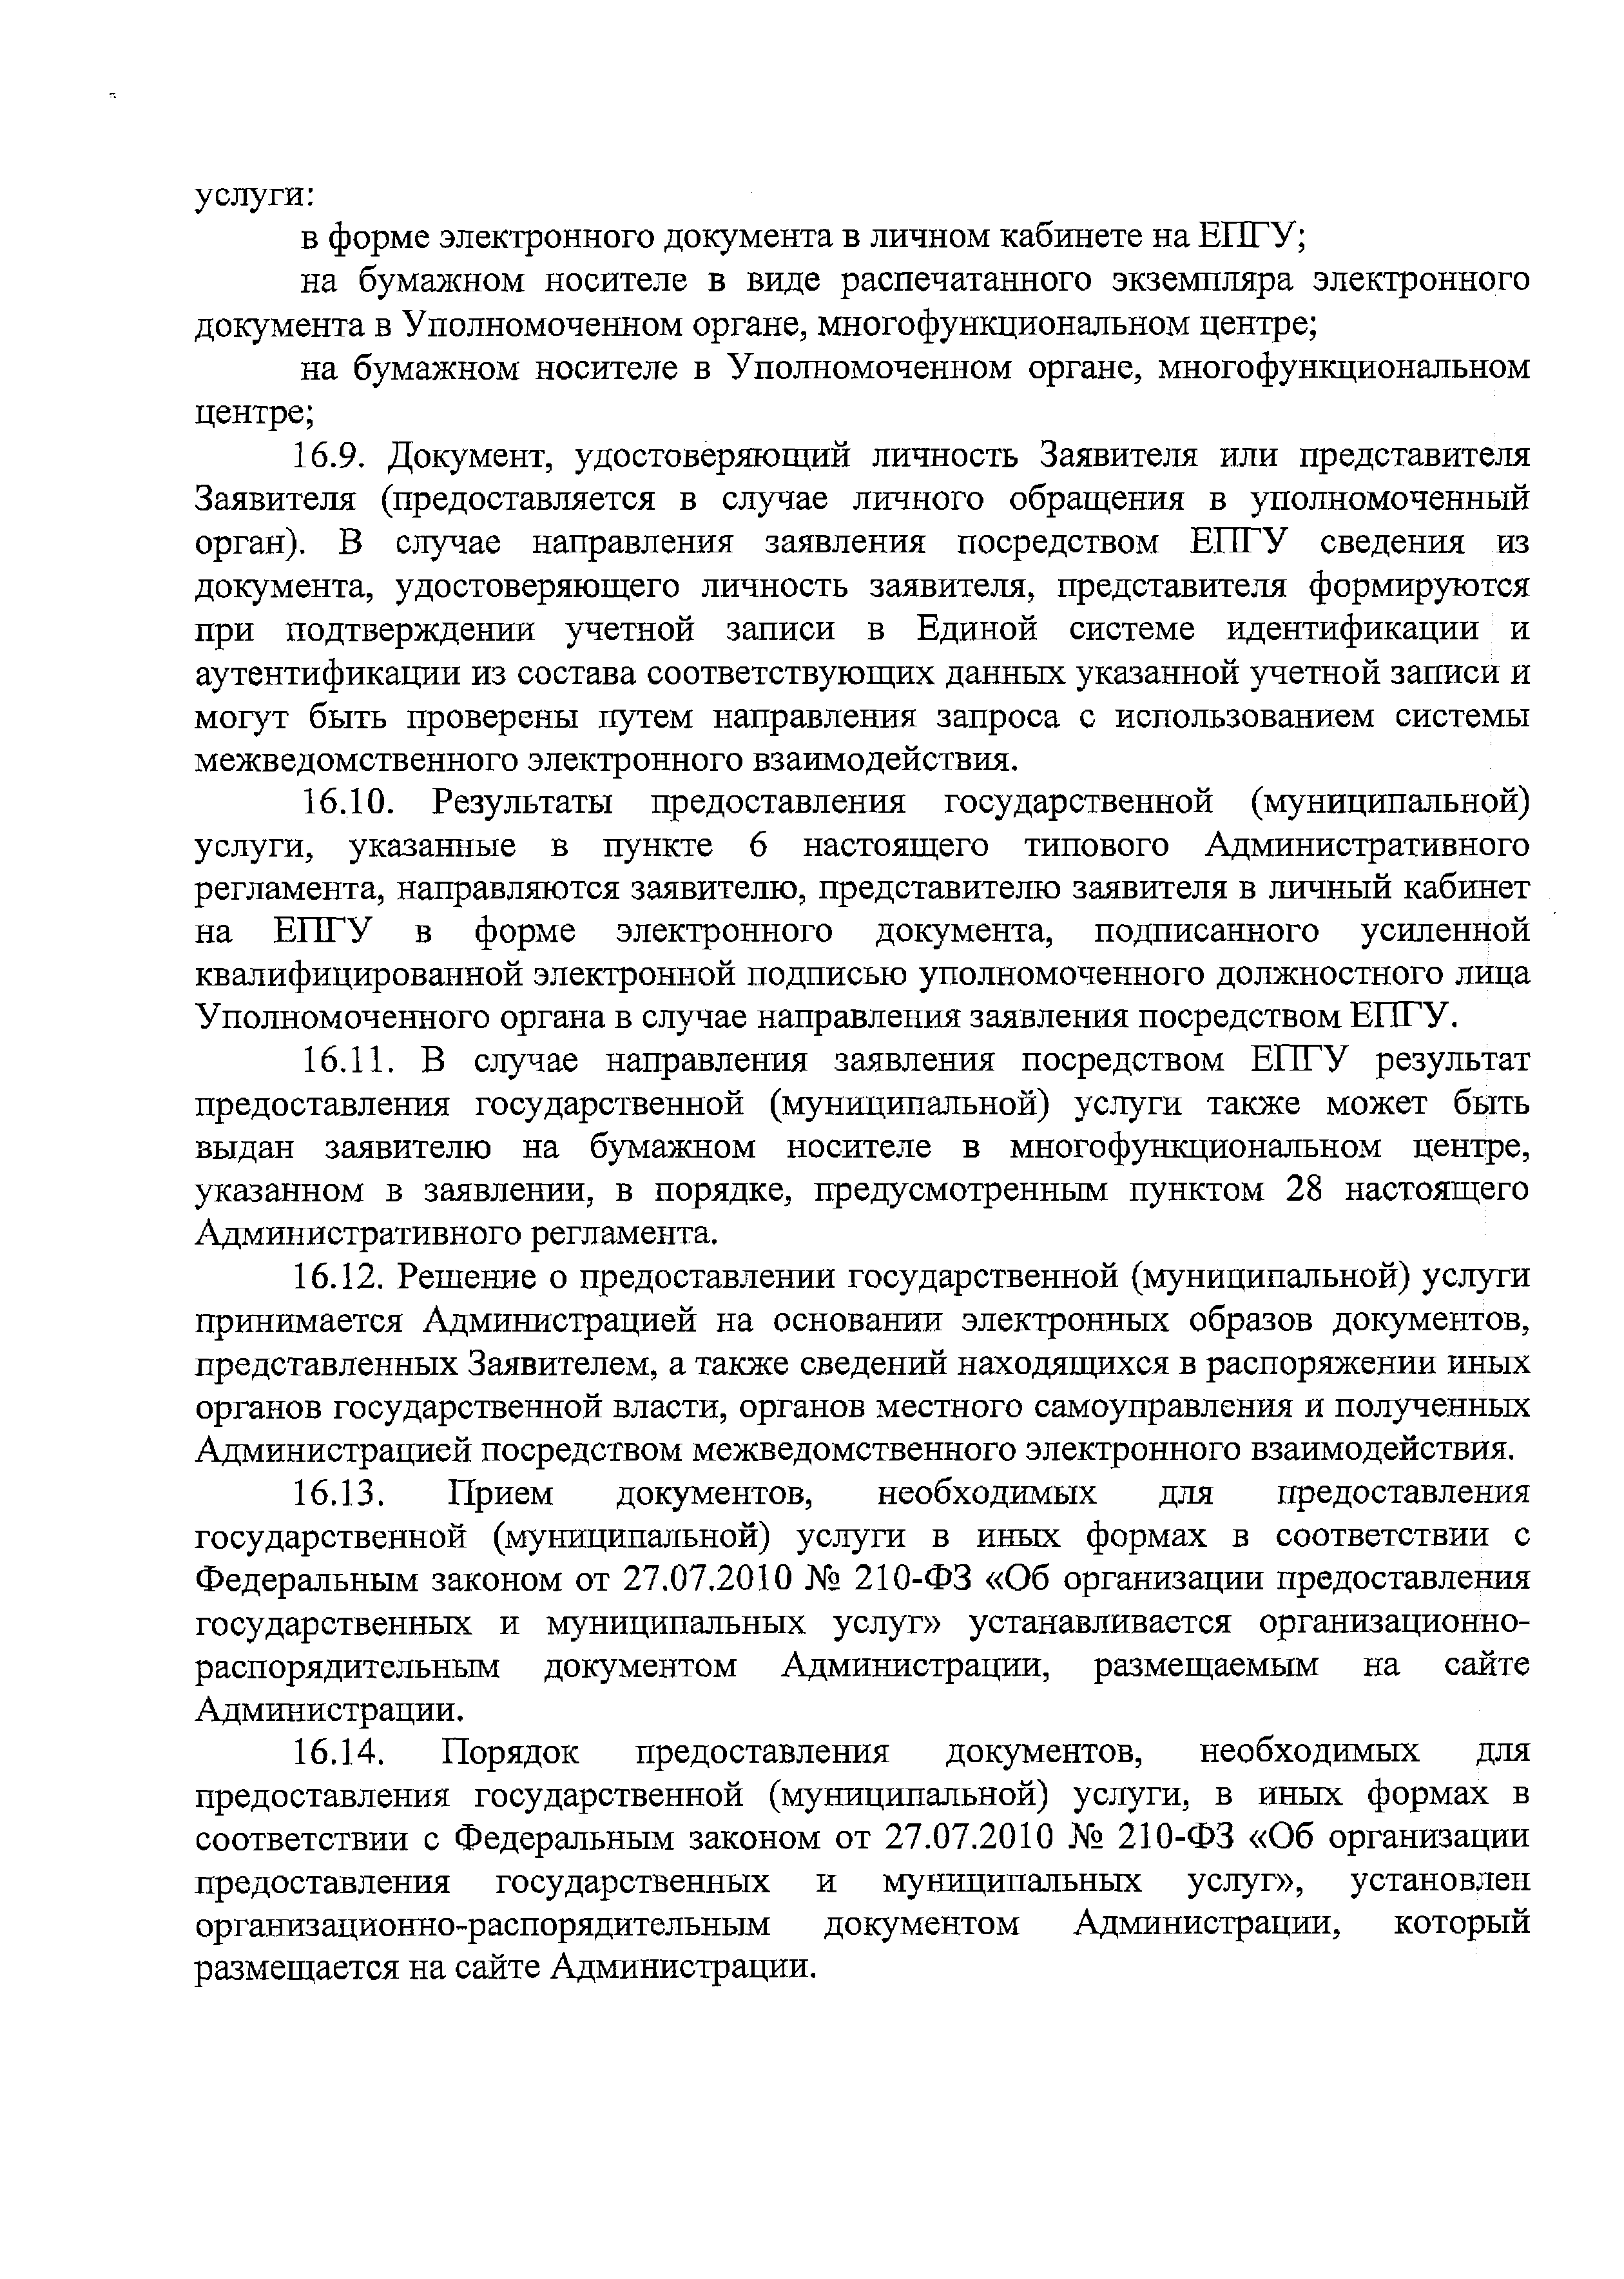 услуги:
в форме электронного документа в личном кабинете на ЕПГУ;
на бумажном носителе в виде распечатанного экземпляра электронного
документа в Уполномоченном органе, многофункциональном центре;
на бумажном носителе в Уполномоченном органе, многофункциональном
центре;
16.9. Документ, удостоверяющий личность Заявителя или представителя
Заявителя (предоставляется в случае личного обращения в уполномоченный
орган). В случае направления заявления посредством ЕПГУ сведения из
документа, удостоверяющего личность заявителя, представителя формируются
при подтверждении учетной записи в Единой системе идентификации и
аутентификации из состава соответствующих данных указанной учетной записи и
могут быть проверены путем направления запроса с использованием системы
межведомственного электронного взаимодействия.
16.10. Результаты предоставления государственной (муниципальной)
услуги, указанные в пункте 6 настоящего типового Административного
регламента, направляются заявителю, представителю заявителя в личный кабинет
на ЕПГУ в форме электронного документа, подписанного усиленной
квалифицированной электронной подписью уполномоченного должностного лица
Уполномоченного органа в случае направления заявления посредством ЕПГУ.
16.11. В случае направления заявления посредством ЕПГУ результат
предоставления государственной (муниципальной) услуги также может быть
выдан заявителю на бумажном носителе в многофункциональном центре,
указанном в заявлении, в порядке, предусмотренным пунктом 28 настоящего
Административного регламента.
16.12. Решение о предоставлении государственной (муниципальной) услуги
принимается Администрацией на основании электронных образов документов,
представленных Заявителем, а также сведений находящихся в распоряжении иных
органов государственной власти, органов местного самоуправления и полученных
Администрацией посредством межведомственного электронного взаимодействия.
16.13. Прием документов, необходимых для предоставления
государственной (муниципальной) услуги в иных формах в соответствии с
Федеральным законом от 27.07.2010 № 210-ФЗ «Об организации предоставления
государственных и муниципальных услуг» устанавливается организационно-
распорядительным документом Администрации, размещаемым на сайте
Администрации.
16.14. Порядок предоставления документов, необходимых для
предоставления государственной (муниципальной) услуги, в иных формах в
соответствии с Федеральным законом от 27.07.2010 № 210-ФЗ «Об организации
предоставления государственных и муниципальных услуг», установлен
организационно-распорядительным документом Администрации, который
размещается на сайте Администрации.